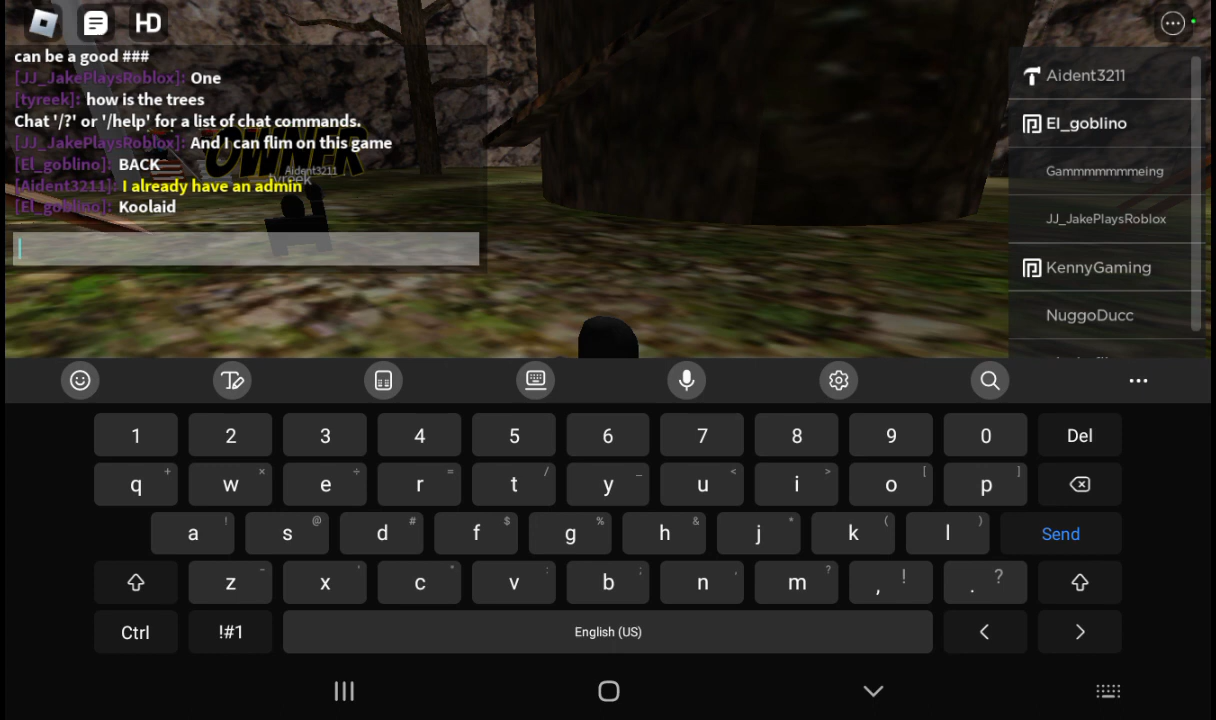 HD
can be a good ###
[JJ_JakePlaysRoblox]: One
[tyreek]: how is the trees
Chat '/?' or '/help' for a list of chat commands.
[JJ_JakePlaysRoblox]: And I can flim on this game
[El_goblino]: BACK
[Aident3211]: I already have an admin
[El_goblino]: Koolaid
OWNER
Aident3211
yreek
Aident3211
El_goblino
Gammmmmmmeing
JJ_JakePlaysRoblox
KennyGaming
NuggoDucc
1 2 3 4 5 6 7 8 9 0 Del
q + w × e ÷ r = t / y _ u < i > o [ p ]
a ! s @ d # f $ g % h & j * k ( l ) Send
z - x ' c " v : b ; n , m ? , ! . ?
Ctrl !#1 English (US) < >